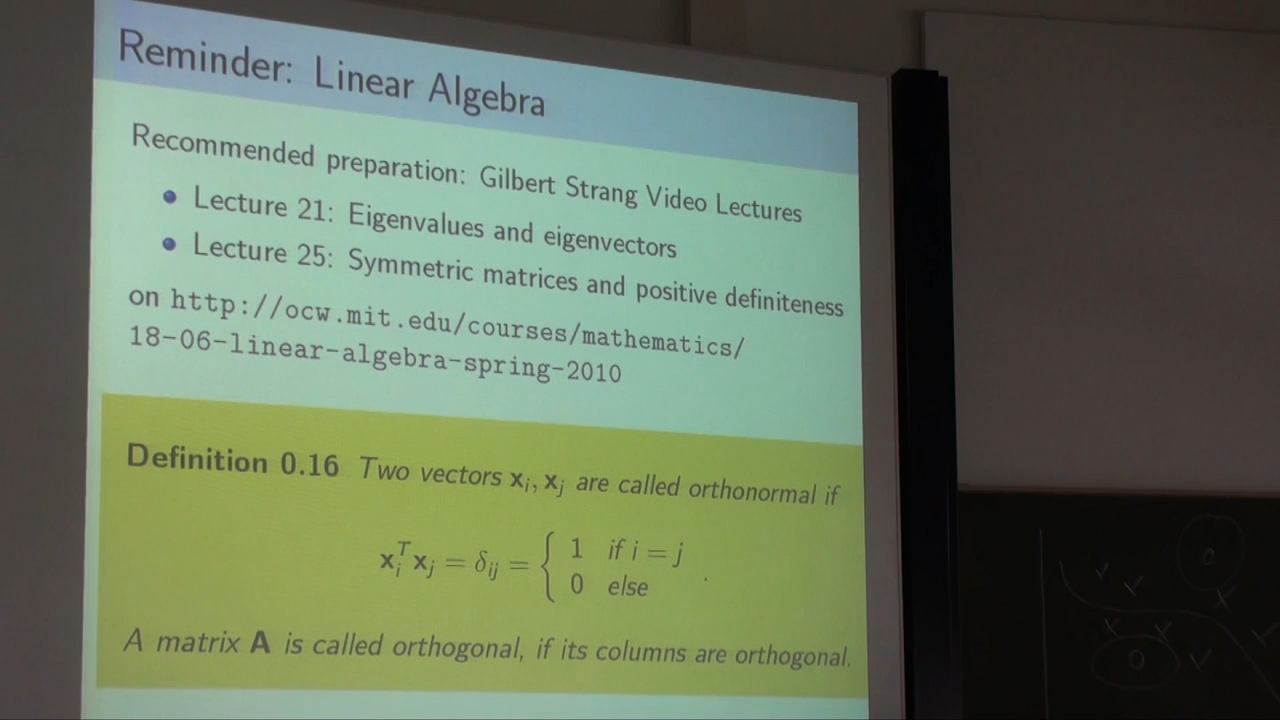 Reminder: Linear Algebra
Recommended preparation: Gilbert Strang Video Lectures
• Lecture 21: Eigenvalues and eigenvectors
• Lecture 25: Symmetric matrices and positive definiteness
on http://ocw.mit.edu/courses/mathematics/
18-06-linear-algebra-spring-2010
Definition 0.16 Two vectors xᵢ, xⱼ are called orthonormal if
xᵢᵀxⱼ = δᵢⱼ = { 1 if i = j
0 else .
A matrix A is called orthogonal, if its columns are orthogonal.